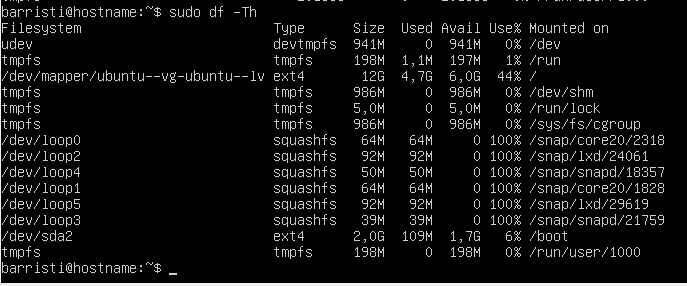 barristi@hostname:~$ sudo df -Th
Filesystem                        Type      Size  Used Avail Use% Mounted on
udev                              devtmpfs  941M     0  941M   0% /dev
tmpfs                             tmpfs     198M  1,1M  197M   1% /run
/dev/mapper/ubuntu--vg-ubuntu--lv ext4       12G  4,7G  6,0G  44% /
tmpfs                             tmpfs     986M     0  986M   0% /dev/shm
tmpfs                             tmpfs     5,0M     0  5,0M   0% /run/lock
tmpfs                             tmpfs     986M     0  986M   0% /sys/fs/cgroup
/dev/loop0                        squashfs   64M   64M     0 100% /snap/core20/2318
/dev/loop2                        squashfs   92M   92M     0 100% /snap/lxd/24061
/dev/loop4                        squashfs   50M   50M     0 100% /snap/snapd/18357
/dev/loop1                        squashfs   64M   64M     0 100% /snap/core20/1828
/dev/loop5                        squashfs   92M   92M     0 100% /snap/lxd/29619
/dev/loop3                        squashfs   39M   39M     0 100% /snap/snapd/21759
/dev/sda2                         ext4      2,0G  109M  1,7G   6% /boot
tmpfs                             tmpfs     198M     0  198M   0% /run/user/1000
barristi@hostname:~$ _